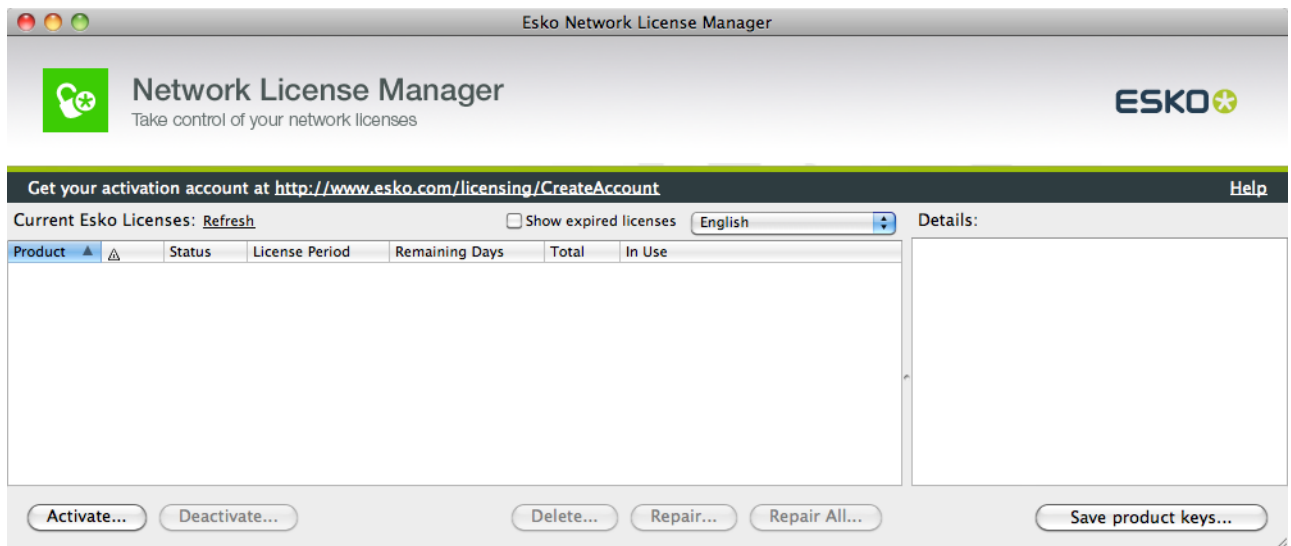 Esko Network License Manager
Network License Manager
Take control of your network licenses
ESKO
Get your activation account at http://www.esko.com/licensing/CreateAccount Help
Current Esko Licenses: Refresh Show expired licenses English Details:
Product Status License Period Remaining Days Total In Use
Activate... Deactivate... Delete... Repair... Repair All... Save product keys...